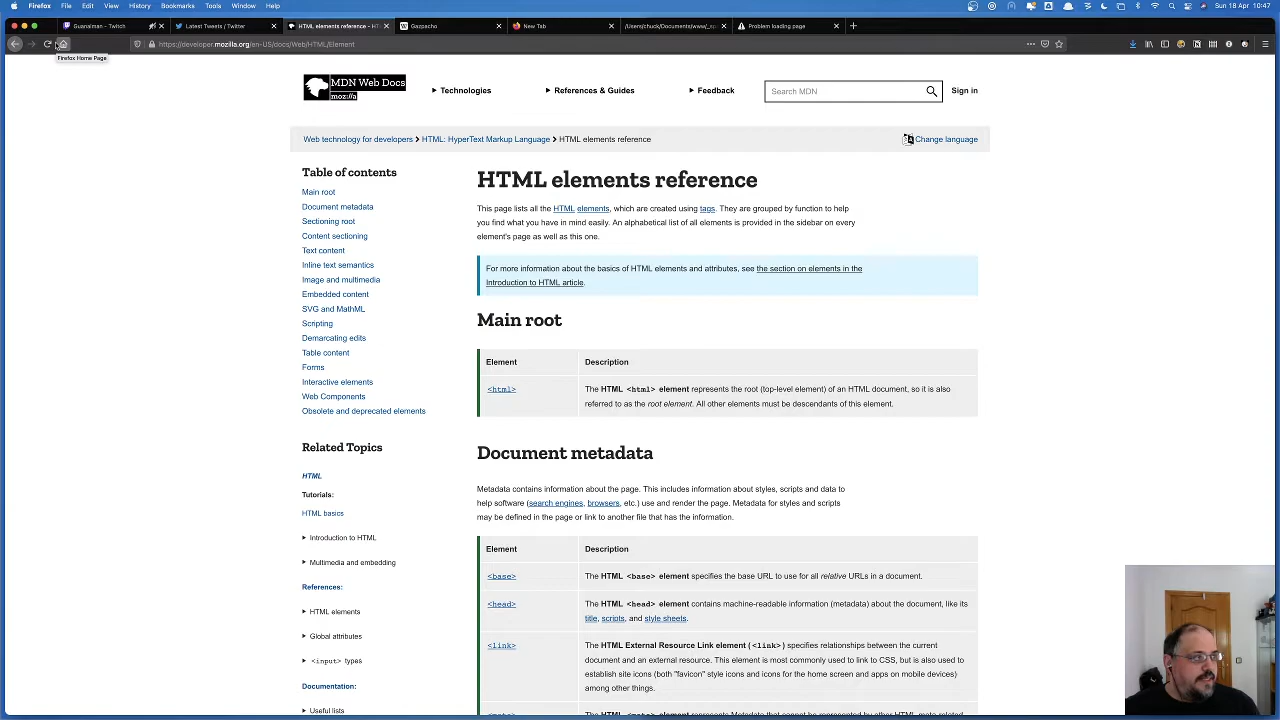 Firefox File Edit View History Bookmarks Tools Window Help
Sun 18 Apr 10:47
Guanaiman - Twitch
Latest Tweets / Twitter
HTML elements reference - HT
Gazpacho
New Tab
/Users/chuck/Documents/www/_sp
Problem loading page
https://developer.mozilla.org/en-US/docs/Web/HTML/Element
Firefox Home Page
MDN Web Docs
moz://a
Technologies
References & Guides
Feedback
Search MDN
Sign in
Web technology for developers
HTML: HyperText Markup Language
HTML elements reference
Change language
Table of contents
Main root
Document metadata
Sectioning root
Content sectioning
Text content
Inline text semantics
Image and multimedia
Embedded content
SVG and MathML
Scripting
Demarcating edits
Table content
Forms
Interactive elements
Web Components
Obsolete and deprecated elements
Related Topics
HTML
Tutorials:
HTML basics
Introduction to HTML
Multimedia and embedding
References:
HTML elements
Global attributes
<input> types
Documentation:
Useful lists
HTML elements reference
This page lists all the HTML elements, which are created using tags. They are grouped by function to help
you find what you have in mind easily. An alphabetical list of all elements is provided in the sidebar on every
element's page as well as this one.
For more information about the basics of HTML elements and attributes, see the section on elements in the
Introduction to HTML article.
Main root
Element Description
<html> The HTML <html> element represents the root (top-level element) of an HTML document, so it is also
referred to as the root element. All other elements must be descendants of this element.
Document metadata
Metadata contains information about the page. This includes information about styles, scripts and data to
help software (search engines, browsers, etc.) use and render the page. Metadata for styles and scripts
may be defined in the page or link to another file that has the information.
Element Description
<base> The HTML <base> element specifies the base URL to use for all relative URLs in a document.
<head> The HTML <head> element contains machine-readable information (metadata) about the document, like its
title, scripts, and style sheets.
<link> The HTML External Resource Link element (<link>) specifies relationships between the current
document and an external resource. This element is most commonly used to link to CSS, but is also used to
establish site icons (both "favicon" style icons and icons for the home screen and apps on mobile devices)
among other things.